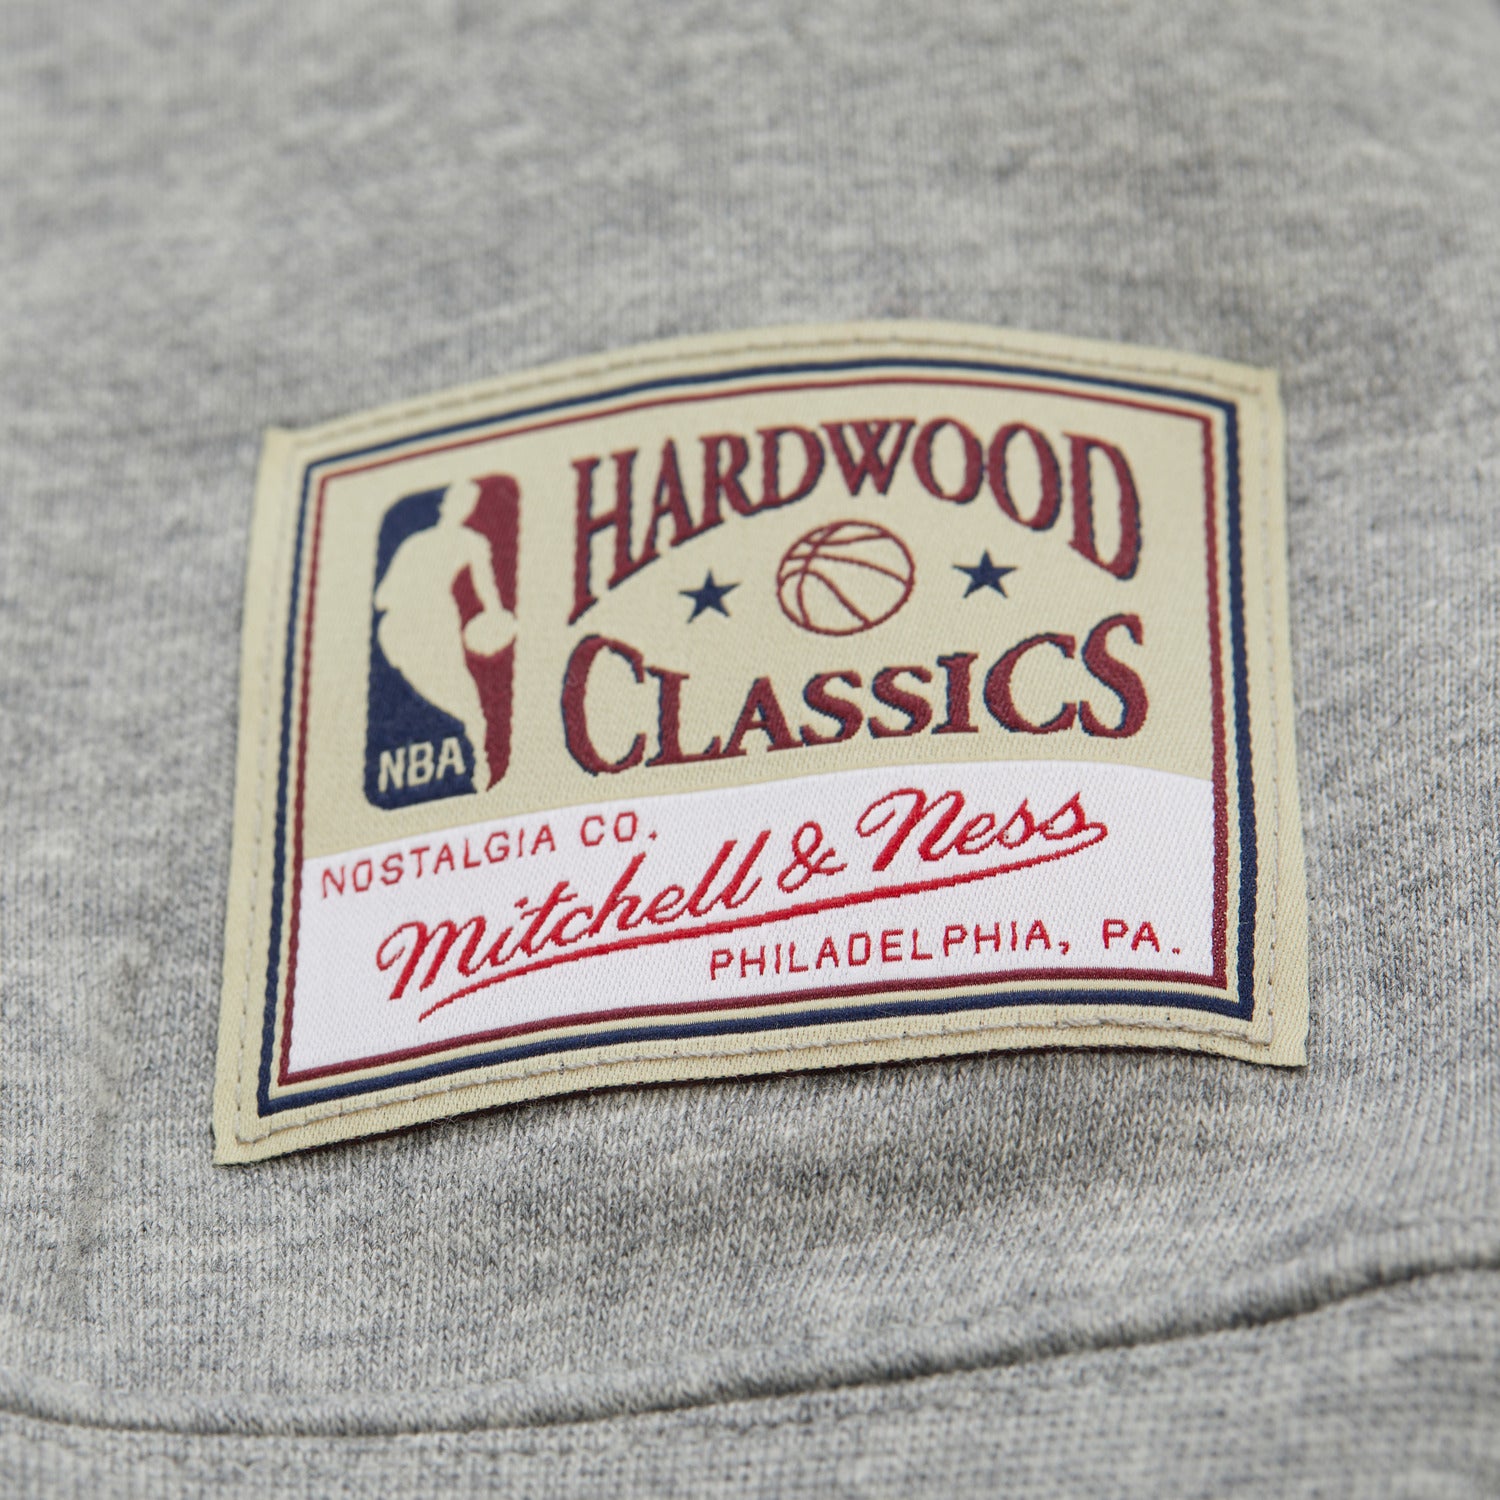 HARDWOOD
CLASSICS
NBA
NOSTALGIA CO.
Mitchell & Ness
PHILADELPHIA, PA.